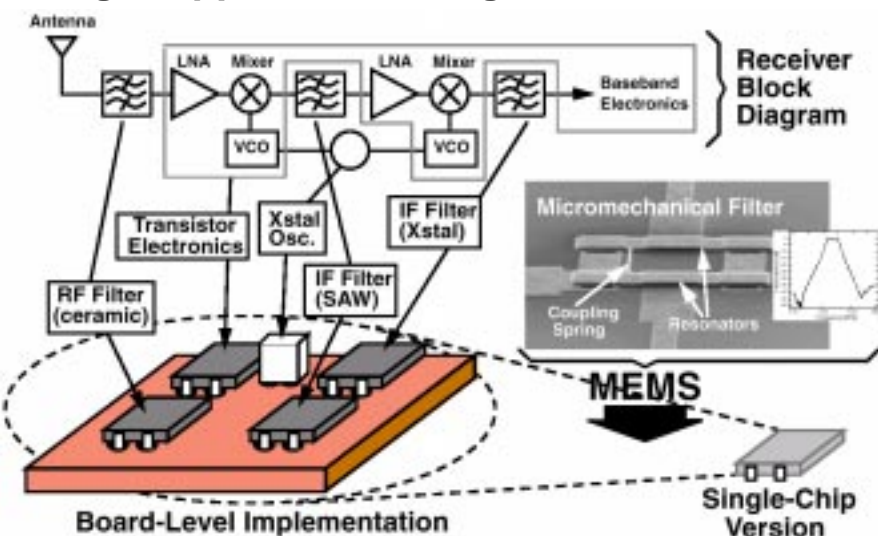 Antenna
LNA
Mixer
LNA
Mixer
VCO
VCO
Baseband
Electronics
Receiver
Block
Diagram
Transistor
Electronics
Xstal
Osc.
IF Filter
(Xstal)
RF Filter
(ceramic)
IF Filter
(SAW)
Micromechanical Filter
Coupling
Spring
Resonators
MEMS
Board-Level Implementation
Single-Chip
Version